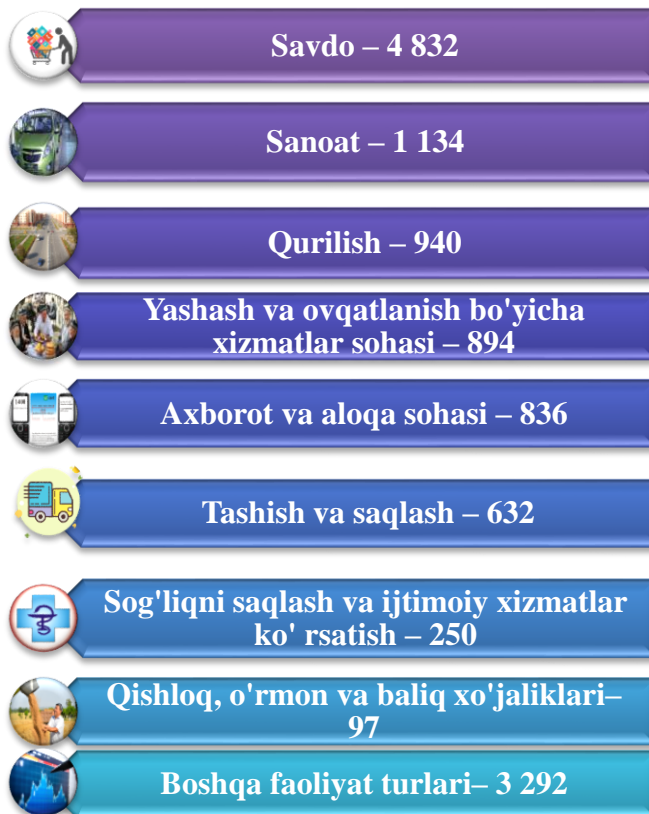 Savdo – 4 832
Sanoat – 1 134
Qurilish – 940
Yashash va ovqatlanish bo'yicha
xizmatlar sohasi – 894
Axborot va aloqa sohasi – 836
Tashish va saqlash – 632
Sog'liqni saqlash va ijtimoiy xizmatlar
ko' rsatish – 250
Qishloq, o'rmon va baliq xo'jaliklari–
97
Boshqa faoliyat turlari– 3 292